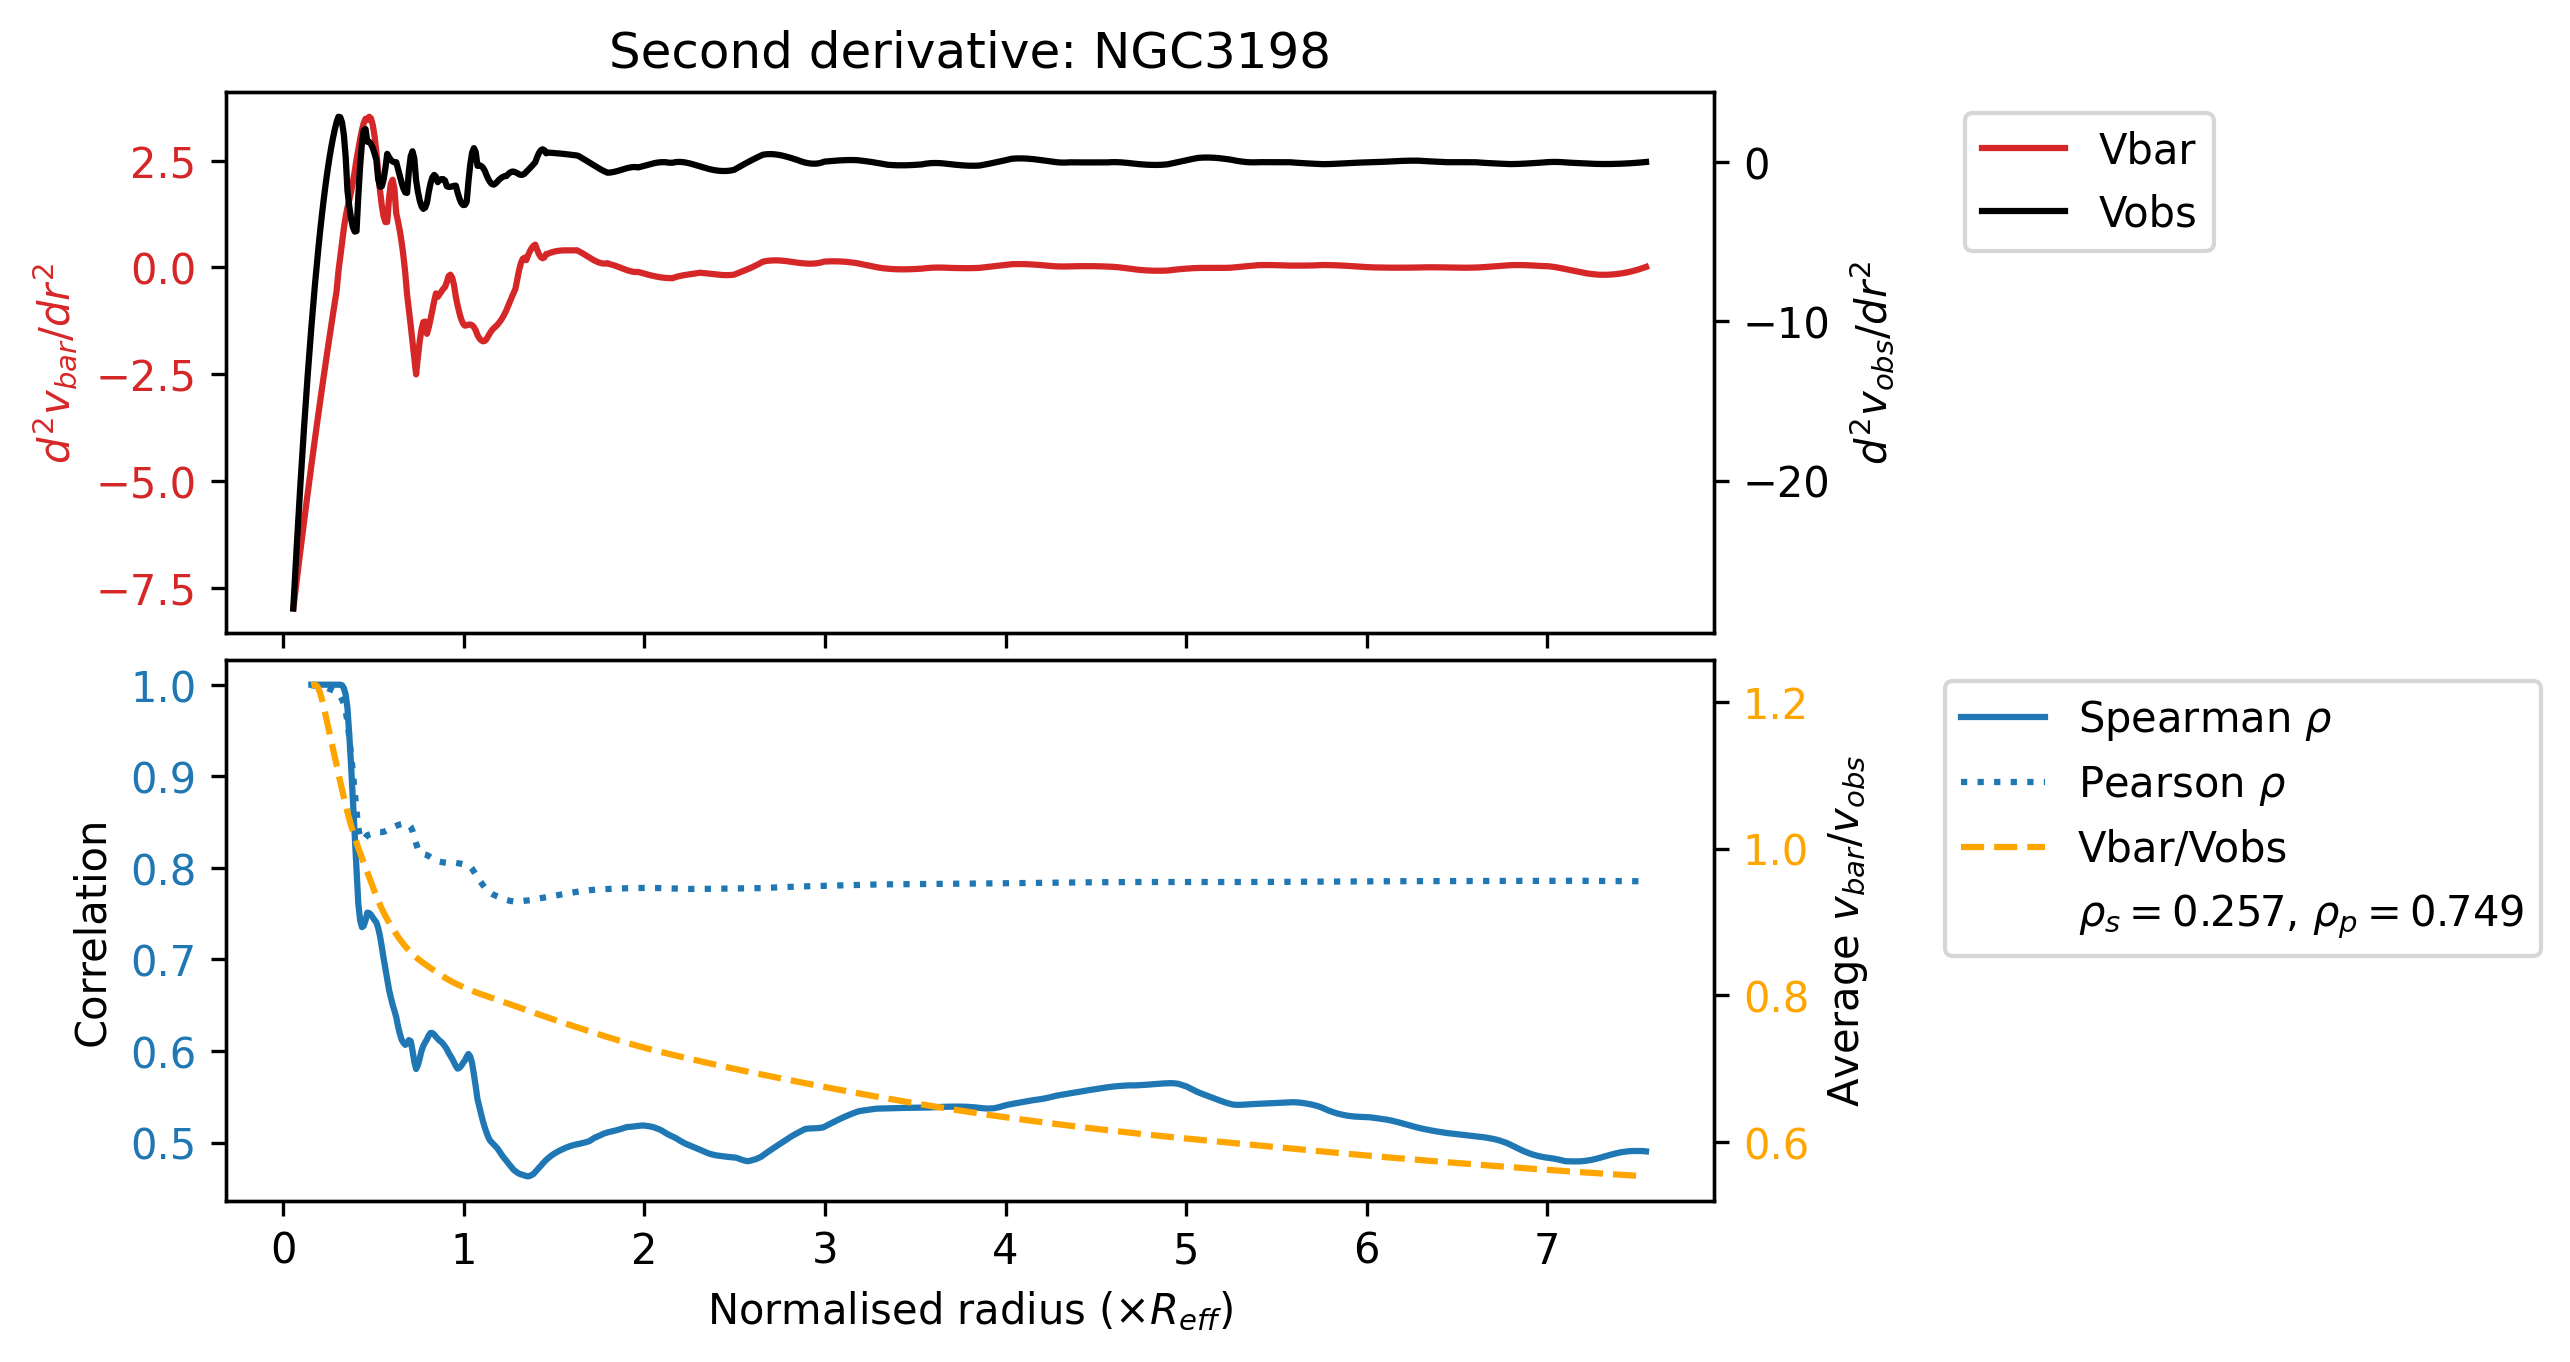 Second derivative: NGC3198
2.5
0.0
−2.5
−5.0
−7.5
d²v_bar/dr²
0
−10
−20
d²v_obs/dr²
Vbar
Vobs
1.0
0.9
0.8
0.7
0.6
0.5
Correlation
1.2
1.0
0.8
0.6
Average v_bar/v_obs
Spearman ρ
Pearson ρ
Vbar/Vobs
ρ_s = 0.257, ρ_p = 0.749
0 1 2 3 4 5 6 7
Normalised radius (×R_eff)